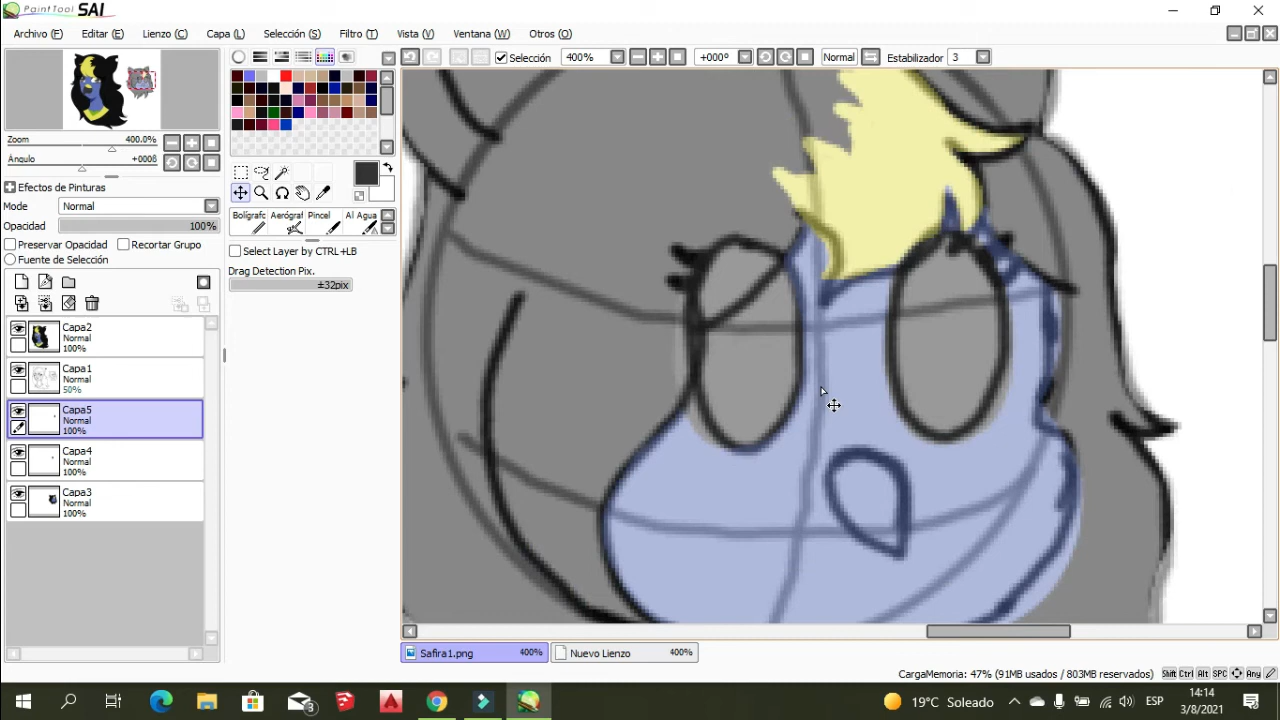 PaintTool SAI
Archivo (F) Editar (E) Lienzo (C) Capa (L) Selección (S) Filtro (T) Vista (V) Ventana (W) Otros (O)
Selección 400% +000° Normal Estabilizador 3
Zoom 400.0%
Ángulo +000ß
Efectos de Pinturas
Modo Normal
Opacidad 100%
Preservar Opacidad Recortar Grupo
Fuente de Selección
Bolígrafc Aerógraf Pincel Al Agua
Select Layer by CTRL+LB
Drag Detection Pix.
±32pix
Capa2
Normal
100%
Capa1
Normal
50%
Capa5
Normal
100%
Capa4
Normal
100%
Capa3
Normal
100%
Safira1.png 400% Nuevo Lienzo 400%
CargaMemoria: 47% (91MB usados / 803MB reservados) Shift Ctrl Alt SPC Any
3 19°C Soleado ESP 14:14
3/8/2021